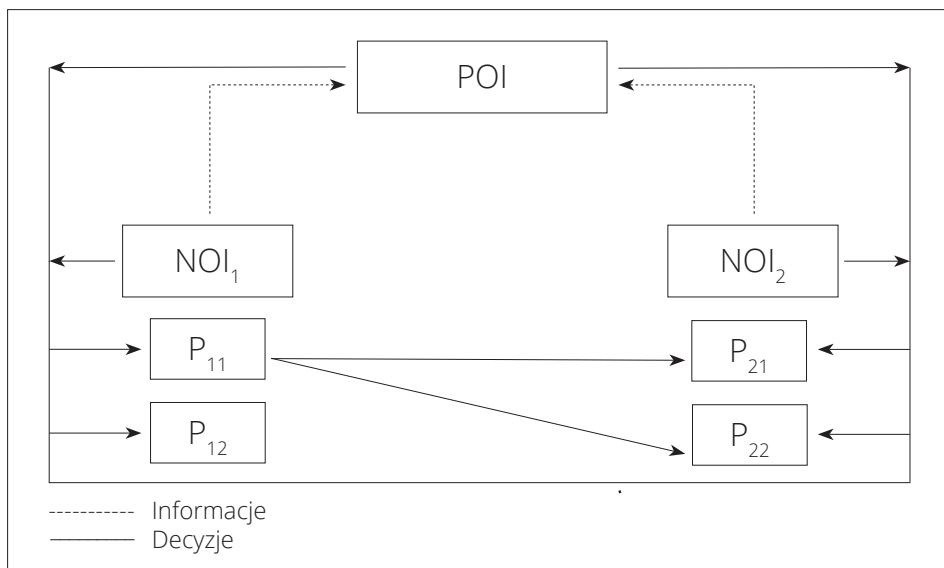 POI
NOI₁
NOI₂
P₁₁
P₂₁
P₁₂
P₂₂
Informacje
Decyzje